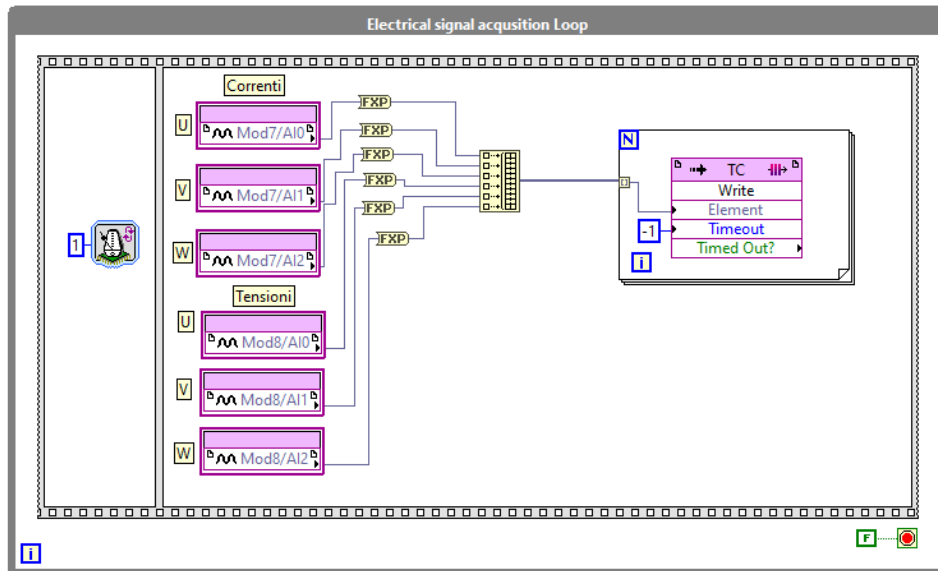 Electrical signal acqusition Loop
Correnti
U
Mod7/AI0
FXP
V
Mod7/AI1
FXP
W
Mod7/AI2
FXP
Tensioni
U
Mod8/AI0
FXP
V
Mod8/AI1
FXP
W
Mod8/AI2
FXP
1
N
TC
Write
Element
-1
Timeout
Timed Out?
i
F
i